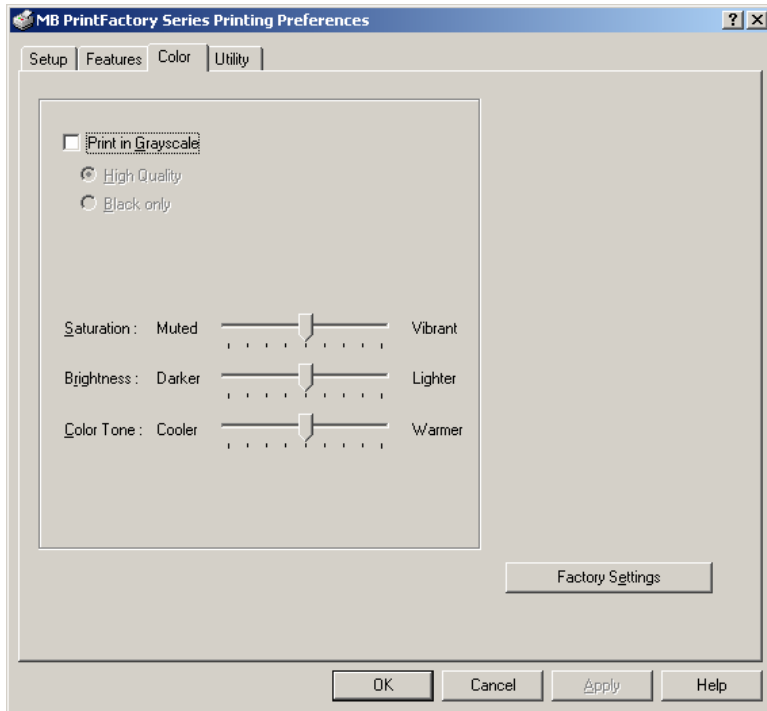 MB PrintFactory Series Printing Preferences ? X
Setup Features Color Utility
Print in Grayscale
High Quality
Black only
Saturation : Muted Vibrant
Brightness : Darker Lighter
Color Tone : Cooler Warmer
Factory Settings
OK Cancel Apply Help